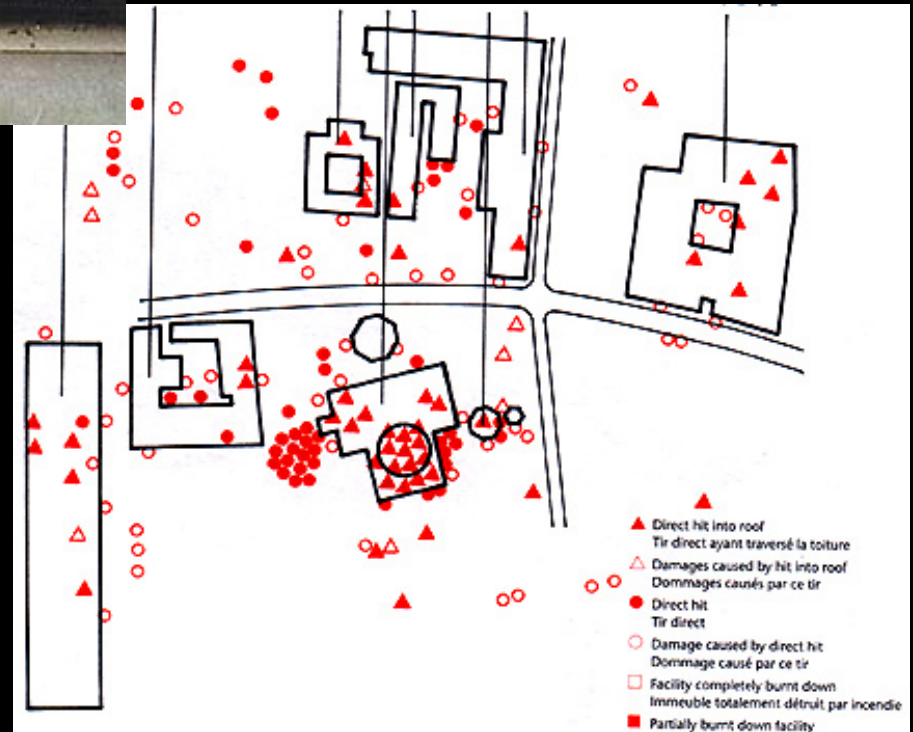 Direct hit into roof
Tir direct ayant traversé la toiture
Damages caused by hit into roof
Dommages causés par ce tir
Direct hit
Tir direct
Damage caused by direct hit
Dommage causé par ce tir
Facility completely burnt down
Immeuble totalement détruit par incendie
Partially burnt down facility